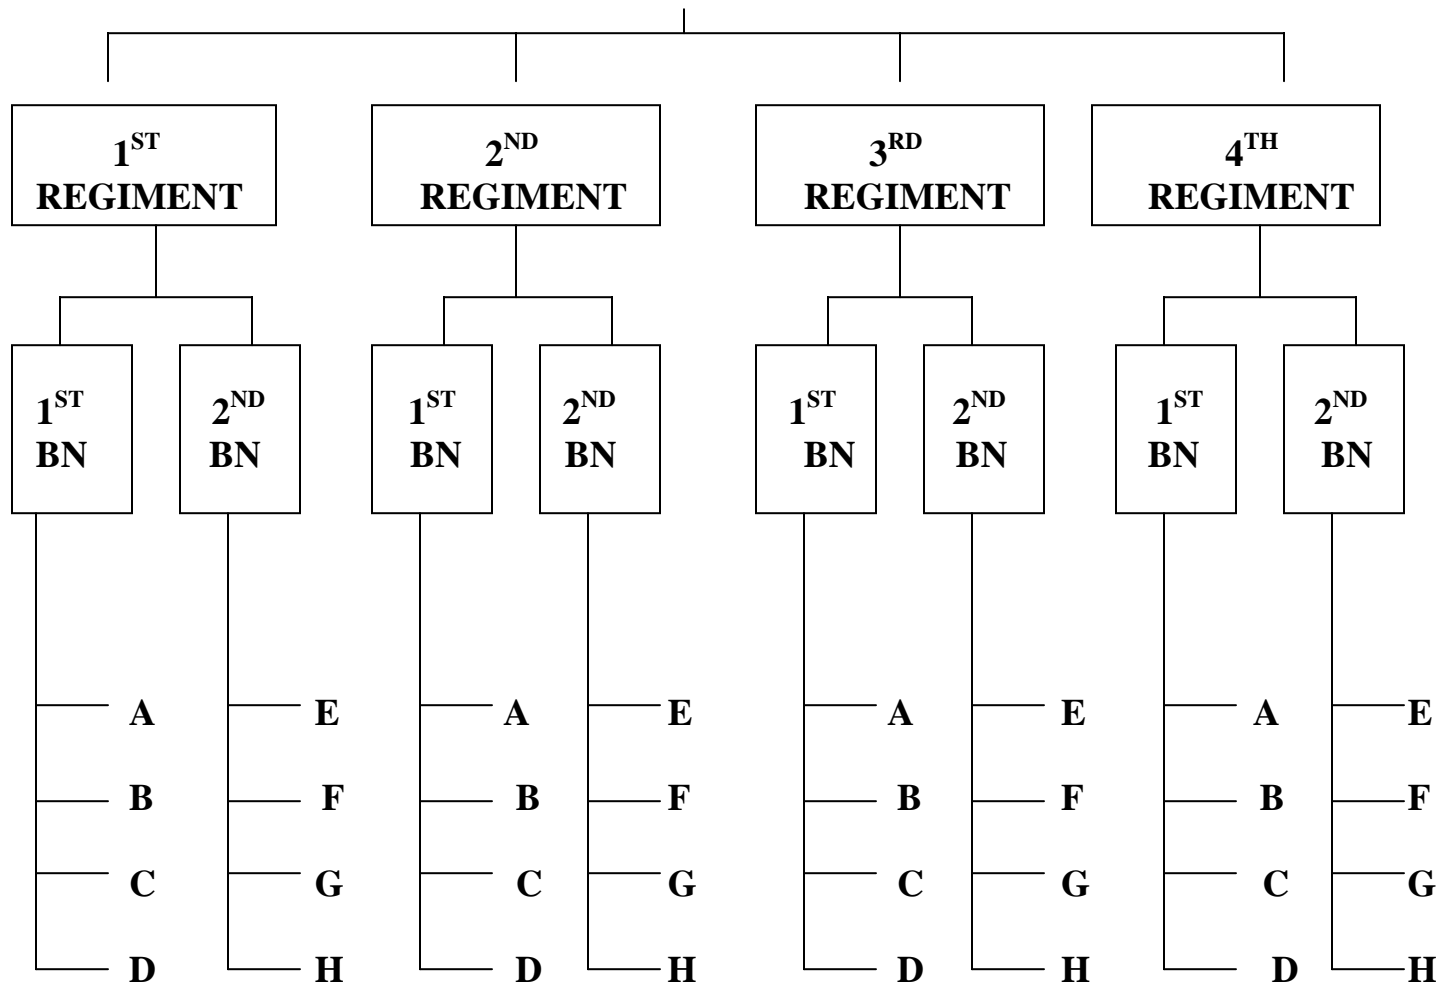 1ST
REGIMENT
2ND
REGIMENT
3RD
REGIMENT
4TH
REGIMENT
1ST
BN
2ND
BN
1ST
BN
2ND
BN
1ST
BN
2ND
BN
1ST
BN
2ND
BN
A E A E A E A E
B F B F B F B F
C G C G C G C G
D H D H D H D H